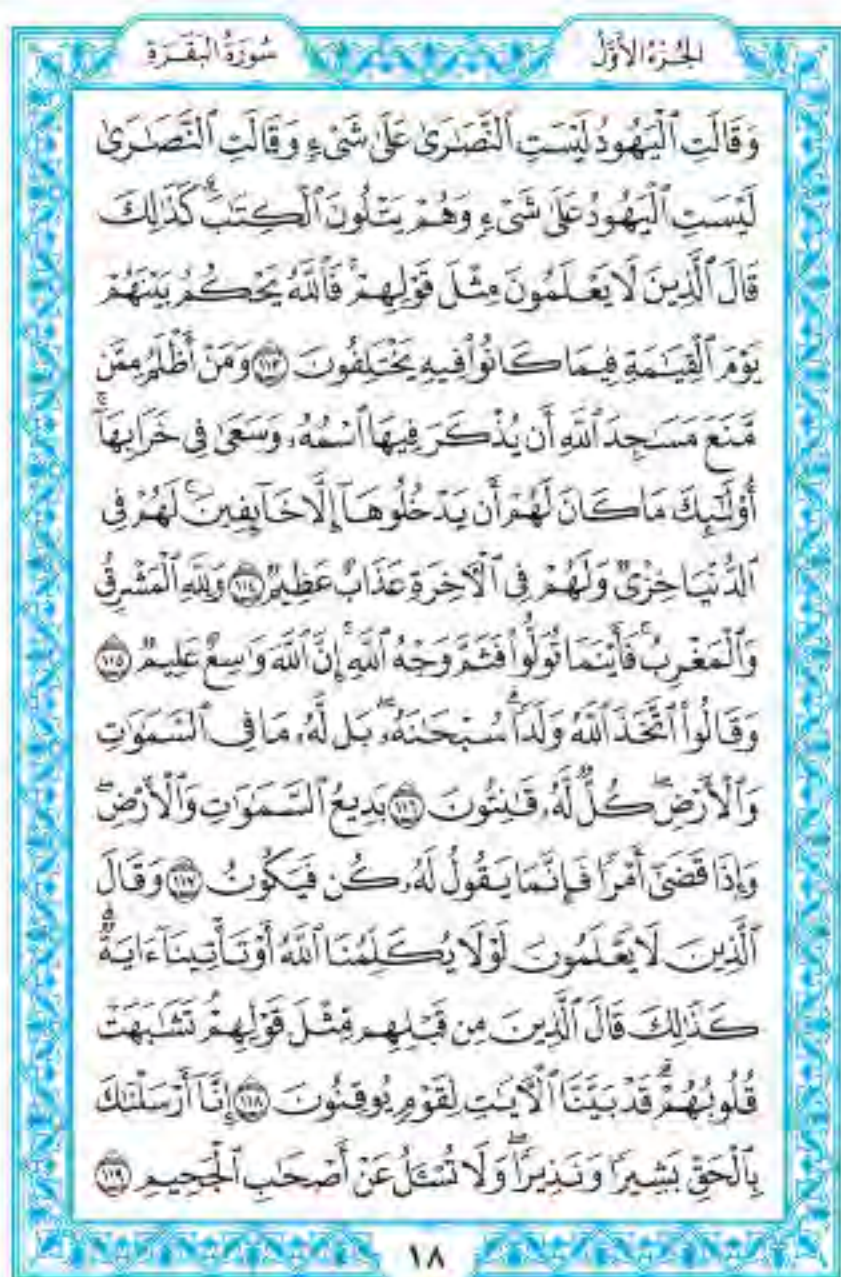 الجزء الأول
سورة البقرة
وَقَالَتِ ٱلْيَهُودُ لَيْسَتِ ٱلنَّصَٰرَىٰ عَلَىٰ شَىْءٍ وَقَالَتِ ٱلنَّصَٰرَىٰ
لَيْسَتِ ٱلْيَهُودُ عَلَىٰ شَىْءٍ وَهُمْ يَتْلُونَ ٱلْكِتَٰبَ ۗ كَذَٰلِكَ
قَالَ ٱلَّذِينَ لَا يَعْلَمُونَ مِثْلَ قَوْلِهِمْ ۚ فَٱللَّهُ يَحْكُمُ بَيْنَهُمْ
يَوْمَ ٱلْقِيَٰمَةِ فِيمَا كَانُوا۟ فِيهِ يَخْتَلِفُونَ ١١٣ وَمَنْ أَظْلَمُ مِمَّن
مَّنَعَ مَسَٰجِدَ ٱللَّهِ أَن يُذْكَرَ فِيهَا ٱسْمُهُۥ وَسَعَىٰ فِى خَرَابِهَآ ۚ
أُو۟لَٰٓئِكَ مَا كَانَ لَهُمْ أَن يَدْخُلُوهَآ إِلَّا خَآئِفِينَ ۚ لَهُمْ فِى
ٱلدُّنْيَا خِزْىٌ وَلَهُمْ فِى ٱلْءَاخِرَةِ عَذَابٌ عَظِيمٌ ١١٤ وَلِلَّهِ ٱلْمَشْرِقُ
وَٱلْمَغْرِبُ ۚ فَأَيْنَمَا تُوَلُّوا۟ فَثَمَّ وَجْهُ ٱللَّهِ ۚ إِنَّ ٱللَّهَ وَٰسِعٌ عَلِيمٌ ١١٥
وَقَالُوا۟ ٱتَّخَذَ ٱللَّهُ وَلَدًا ۗ سُبْحَٰنَهُۥ ۖ بَل لَّهُۥ مَا فِى ٱلسَّمَٰوَٰتِ
وَٱلْأَرْضِ ۖ كُلٌّ لَّهُۥ قَٰنِتُونَ ١١٦ بَدِيعُ ٱلسَّمَٰوَٰتِ وَٱلْأَرْضِ ۖ
وَإِذَا قَضَىٰٓ أَمْرًا فَإِنَّمَا يَقُولُ لَهُۥ كُن فَيَكُونُ ١١٧ وَقَالَ
ٱلَّذِينَ لَا يَعْلَمُونَ لَوْلَا يُكَلِّمُنَا ٱللَّهُ أَوْ تَأْتِينَآ ءَايَةٌ ۗ
كَذَٰلِكَ قَالَ ٱلَّذِينَ مِن قَبْلِهِم مِّثْلَ قَوْلِهِمْ ۘ تَشَٰبَهَتْ
قُلُوبُهُمْ ۗ قَدْ بَيَّنَّا ٱلْءَايَٰتِ لِقَوْمٍ يُوقِنُونَ ١١٨ إِنَّآ أَرْسَلْنَٰكَ
بِٱلْحَقِّ بَشِيرًا وَنَذِيرًا ۖ وَلَا تُسْـَٔلُ عَنْ أَصْحَٰبِ ٱلْجَحِيمِ ١١٩
١٨